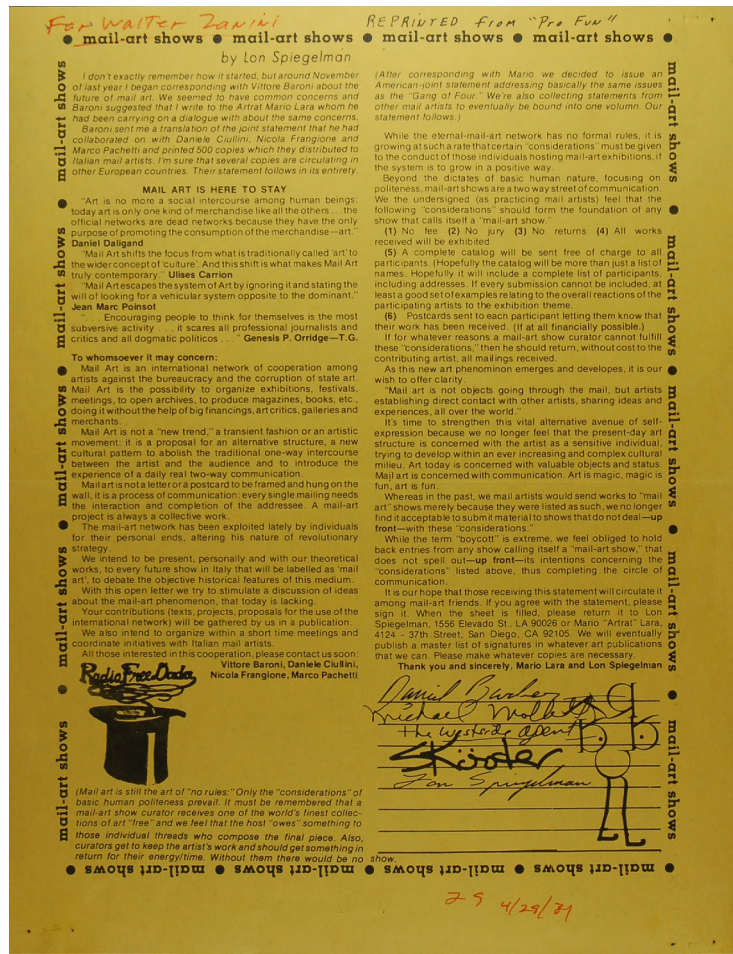 For Walter Zanini
REPRINTED from "Pro Fun"
● mail-art shows ● mail-art shows ● mail-art shows ● mail-art shows ●
by Lon Spiegelman
I don't exactly remember how it started, but around November
of last year I began corresponding with Vittore Baroni about the
future of mail art. We seemed to have common concerns and
Baroni suggested that I write to the Artrat Mario Lara whom he
had been carrying on a dialogue with about the same concerns.
Baroni sent me a translation of the joint statement that he had
collaborated on with Daniele Ciullini, Nicola Frangione and
Marco Pachetti and printed 500 copies which they distributed to
Italian mail artists. I'm sure that several copies are circulating in
other European countries. Their statement follows in its entirety.
MAIL ART IS HERE TO STAY
"Art is no more a social intercourse among human beings;
today art is only one kind of merchandise like all the others . . . the
official networks are dead networks because they have the only
purpose of promoting the consumption of the merchandise—art."
Daniel Daligand
"Mail Art shifts the focus from what is traditionally called 'art' to
the wider concept of 'culture'. And this shift is what makes Mail Art
truly contemporary." Ulises Carrion
"Mail Art escapes the system of Art by ignoring it and stating the
will of looking for a vehicular system opposite to the dominant."
Jean Marc Poinsot
". . . Encouraging people to think for themselves is the most
subversive activity . . . it scares all professional journalists and
critics and all dogmatic politicos . . ." Genesis P. Orridge—T.G.
To whomsoever it may concern:
Mail Art is an international network of cooperation among
artists against the bureaucracy and the corruption of state art.
Mail Art is the possibility to organize exhibitions, festivals,
meetings, to open archives, to produce magazines, books, etc.,
doing it without the help of big financings, art critics, galleries and
merchants.
Mail Art is not a "new trend," a transient fashion or an artistic
movement: it is a proposal for an alternative structure, a new
cultural pattern to abolish the traditional one-way intercourse
between the artist and the audience and to introduce the
experience of a daily real two-way communication.
Mail art is not a letter or a postcard to be framed and hung on the
wall, it is a process of communication: every single mailing needs
the interaction and completion of the addressee. A mail-art
project is always a collective work.
The mail-art network has been exploited lately by individuals
for their personal ends, altering his nature of revolutionary
strategy.
We intend to be present, personally and with our theoretical
works, to every future show in Italy that will be labelled as 'mail
art', to debate the objective historical features of this medium.
With this open letter we try to stimulate a discussion of ideas
about the mail-art phenomenon, that today is lacking.
Your contributions (texts, projects, proposals for the use of the
international network) will be gathered by us in a publication.
We also intend to organize within a short time meetings and
coordinate initiatives with Italian mail artists.
All those interested in this cooperation, please contact us soon:
Vittore Baroni, Daniele Ciullini,
Nicola Frangione, Marco Pachetti
Radio Free Dada
(Mail art is still the art of "no rules:" Only the "considerations" of
basic human politeness prevail. It must be remembered that a
mail-art show curator receives one of the world's finest collec-
tions of art "free" and we feel that the host "owes" something to
those individual threads who compose the final piece. Also,
curators get to keep the artist's work and should get something in
return for their energy/time. Without them there would be no show.
(After corresponding with Mario we decided to issue an
American-joint statement addressing basically the same issues
as the "Gang of Four." We're also collecting statements from
other mail artists to eventually be bound into one volume. Our
statement follows.)
While the eternal-mail-art network has no formal rules, it is
growing at such a rate that certain "considerations" must be given
to the conduct of those individuals hosting mail-art exhibitions, if
the system is to grow in a positive way.
Beyond the dictates of basic human nature, focusing on
politeness, mail-art shows are a two way street of communication.
We the undersigned (as practicing mail artists) feel that the
following "considerations" should form the foundation of any
show that calls itself a "mail-art show."
(1) No fee (2) No jury (3) No returns (4) All works
received will be exhibited
(5) A complete catalog will be sent free of charge to all
participants. (Hopefully the catalog will be more than just a list of
names. Hopefully it will include a complete list of participants,
including addresses. If every submission cannot be included, at
least a good set of examples relating to the overall reactions of the
participating artists to the exhibition theme.
(6) Postcards sent to each participant letting them know that
their work has been received. (If at all financially possible.)
If for whatever reasons a mail-art show curator cannot fulfill
these "considerations," then he should return, without cost to the
contributing artist, all mailings received.
As this new art phenominon emerges and developes, it is our
wish to offer clarity.
"Mail art is not objects going through the mail, but artists
establishing direct contact with other artists, sharing ideas and
experiences, all over the world."
It's time to strengthen this vital alternative avenue of self-
expression because we no longer feel that the present-day art
structure is concerned with the artist as a sensitive individual,
trying to develop within an ever increasing and complex cultural
milieu. Art today is concerned with valuable objects and status.
Mail art is concerned with communication. Art is magic, magic is
fun, art is fun.
Whereas in the past, we mail artists would send works to "mail
art" shows merely because they were listed as such, we no longer
find it acceptable to submit material to shows that do not deal—up
front—with these "considerations."
While the term "boycott" is extreme, we feel obliged to hold
back entries from any show calling itself a "mail-art show," that
does not spell out—up front—its intentions concerning the
"considerations" listed above, thus completing the circle of
communication.
It is our hope that those receiving this statement will circulate it
among mail-art friends. If you agree with the statement, please
sign it. When the sheet is filled, please return it to Lon
Spiegelman, 1556 Elevado St., LA 90026 or Mario "Artrat" Lara,
4124 - 37th Street, San Diego, CA 92105. We will eventually
publish a master list of signatures in whatever art publications
that we can. Please make whatever copies are necessary.
Thank you and sincerely, Mario Lara and Lon Spiegelman
Daniel Barber
Michael
The Westside Agent
Lon Spiegelman
mail-art shows ● mail-art shows ● mail-art shows ● mail-art shows ● mail-art shows
mail-art shows ● mail-art shows ● mail-art shows ● mail-art shows ● mail-art shows
● mail-art shows ● mail-art shows ● mail-art shows ● mail-art shows ●